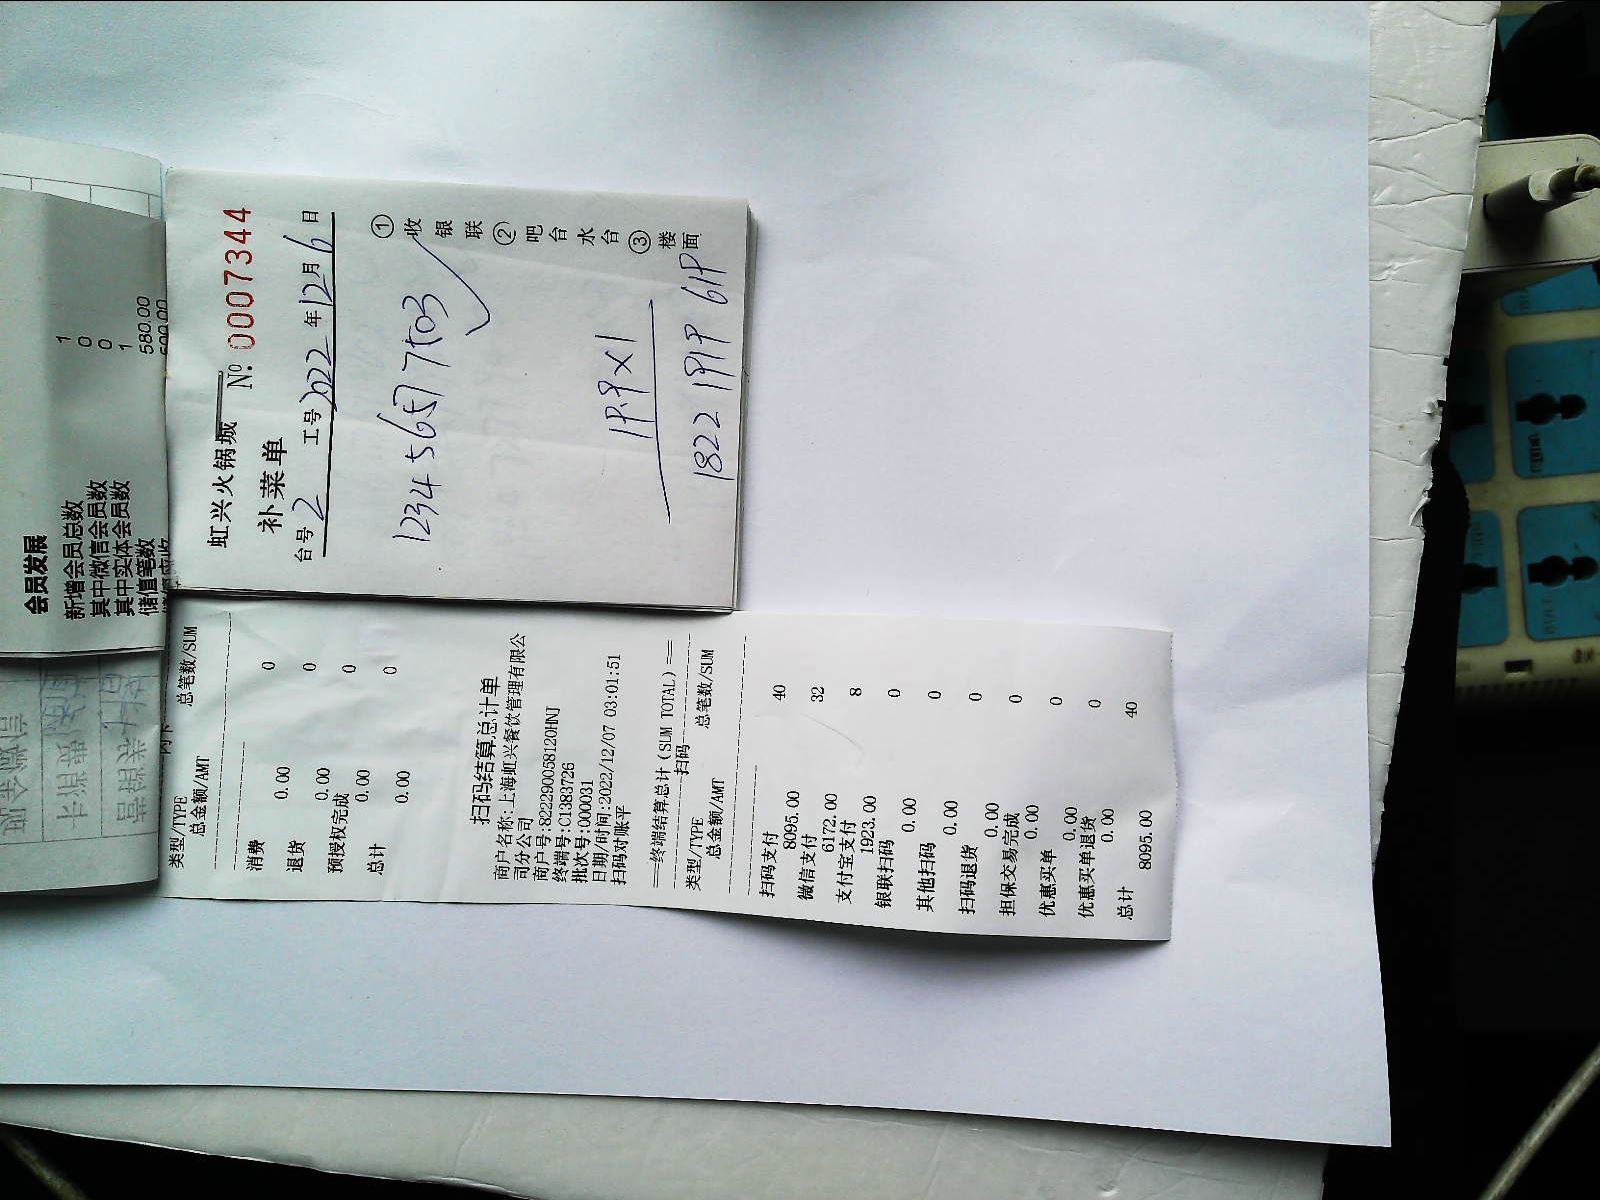 会员发展
新增会员总数 1
其中微信会员数 0
其中实体会员数 0
储值笔数 1
580.00
虹兴火锅城 № 0007344
补菜单
台号 2 工号 2022 年 12 月 6 日
①收银联②吧台水台③楼面
1822
类型/TYPE 总笔数/SUM
总金额/AMT
消费 0
0.00
退货 0
0.00
预授权完成 0
0.00
总计 0
0.00
扫码结算总计单
商户名称:上海虹兴餐饮管理有限公
司分公司
商户号:82229005812OHNJ
终端号:C1383726
批次号:000031
日期/时间:2022/12/07 03:01:51
扫码对账平
==终端结算总计(SUM TOTAL)==
扫码
类型/TYPE 总笔数/SUM
总金额/AMT
扫码支付 40
8095.00
微信支付 32
6172.00
支付宝支付 8
1923.00
银联扫码 0
0.00
其他扫码 0
0.00
扫码退货 0
0.00
担保交易完成 0
0.00
优惠买单 0
0.00
优惠买单退货 0
0.00
总计 40
8095.00